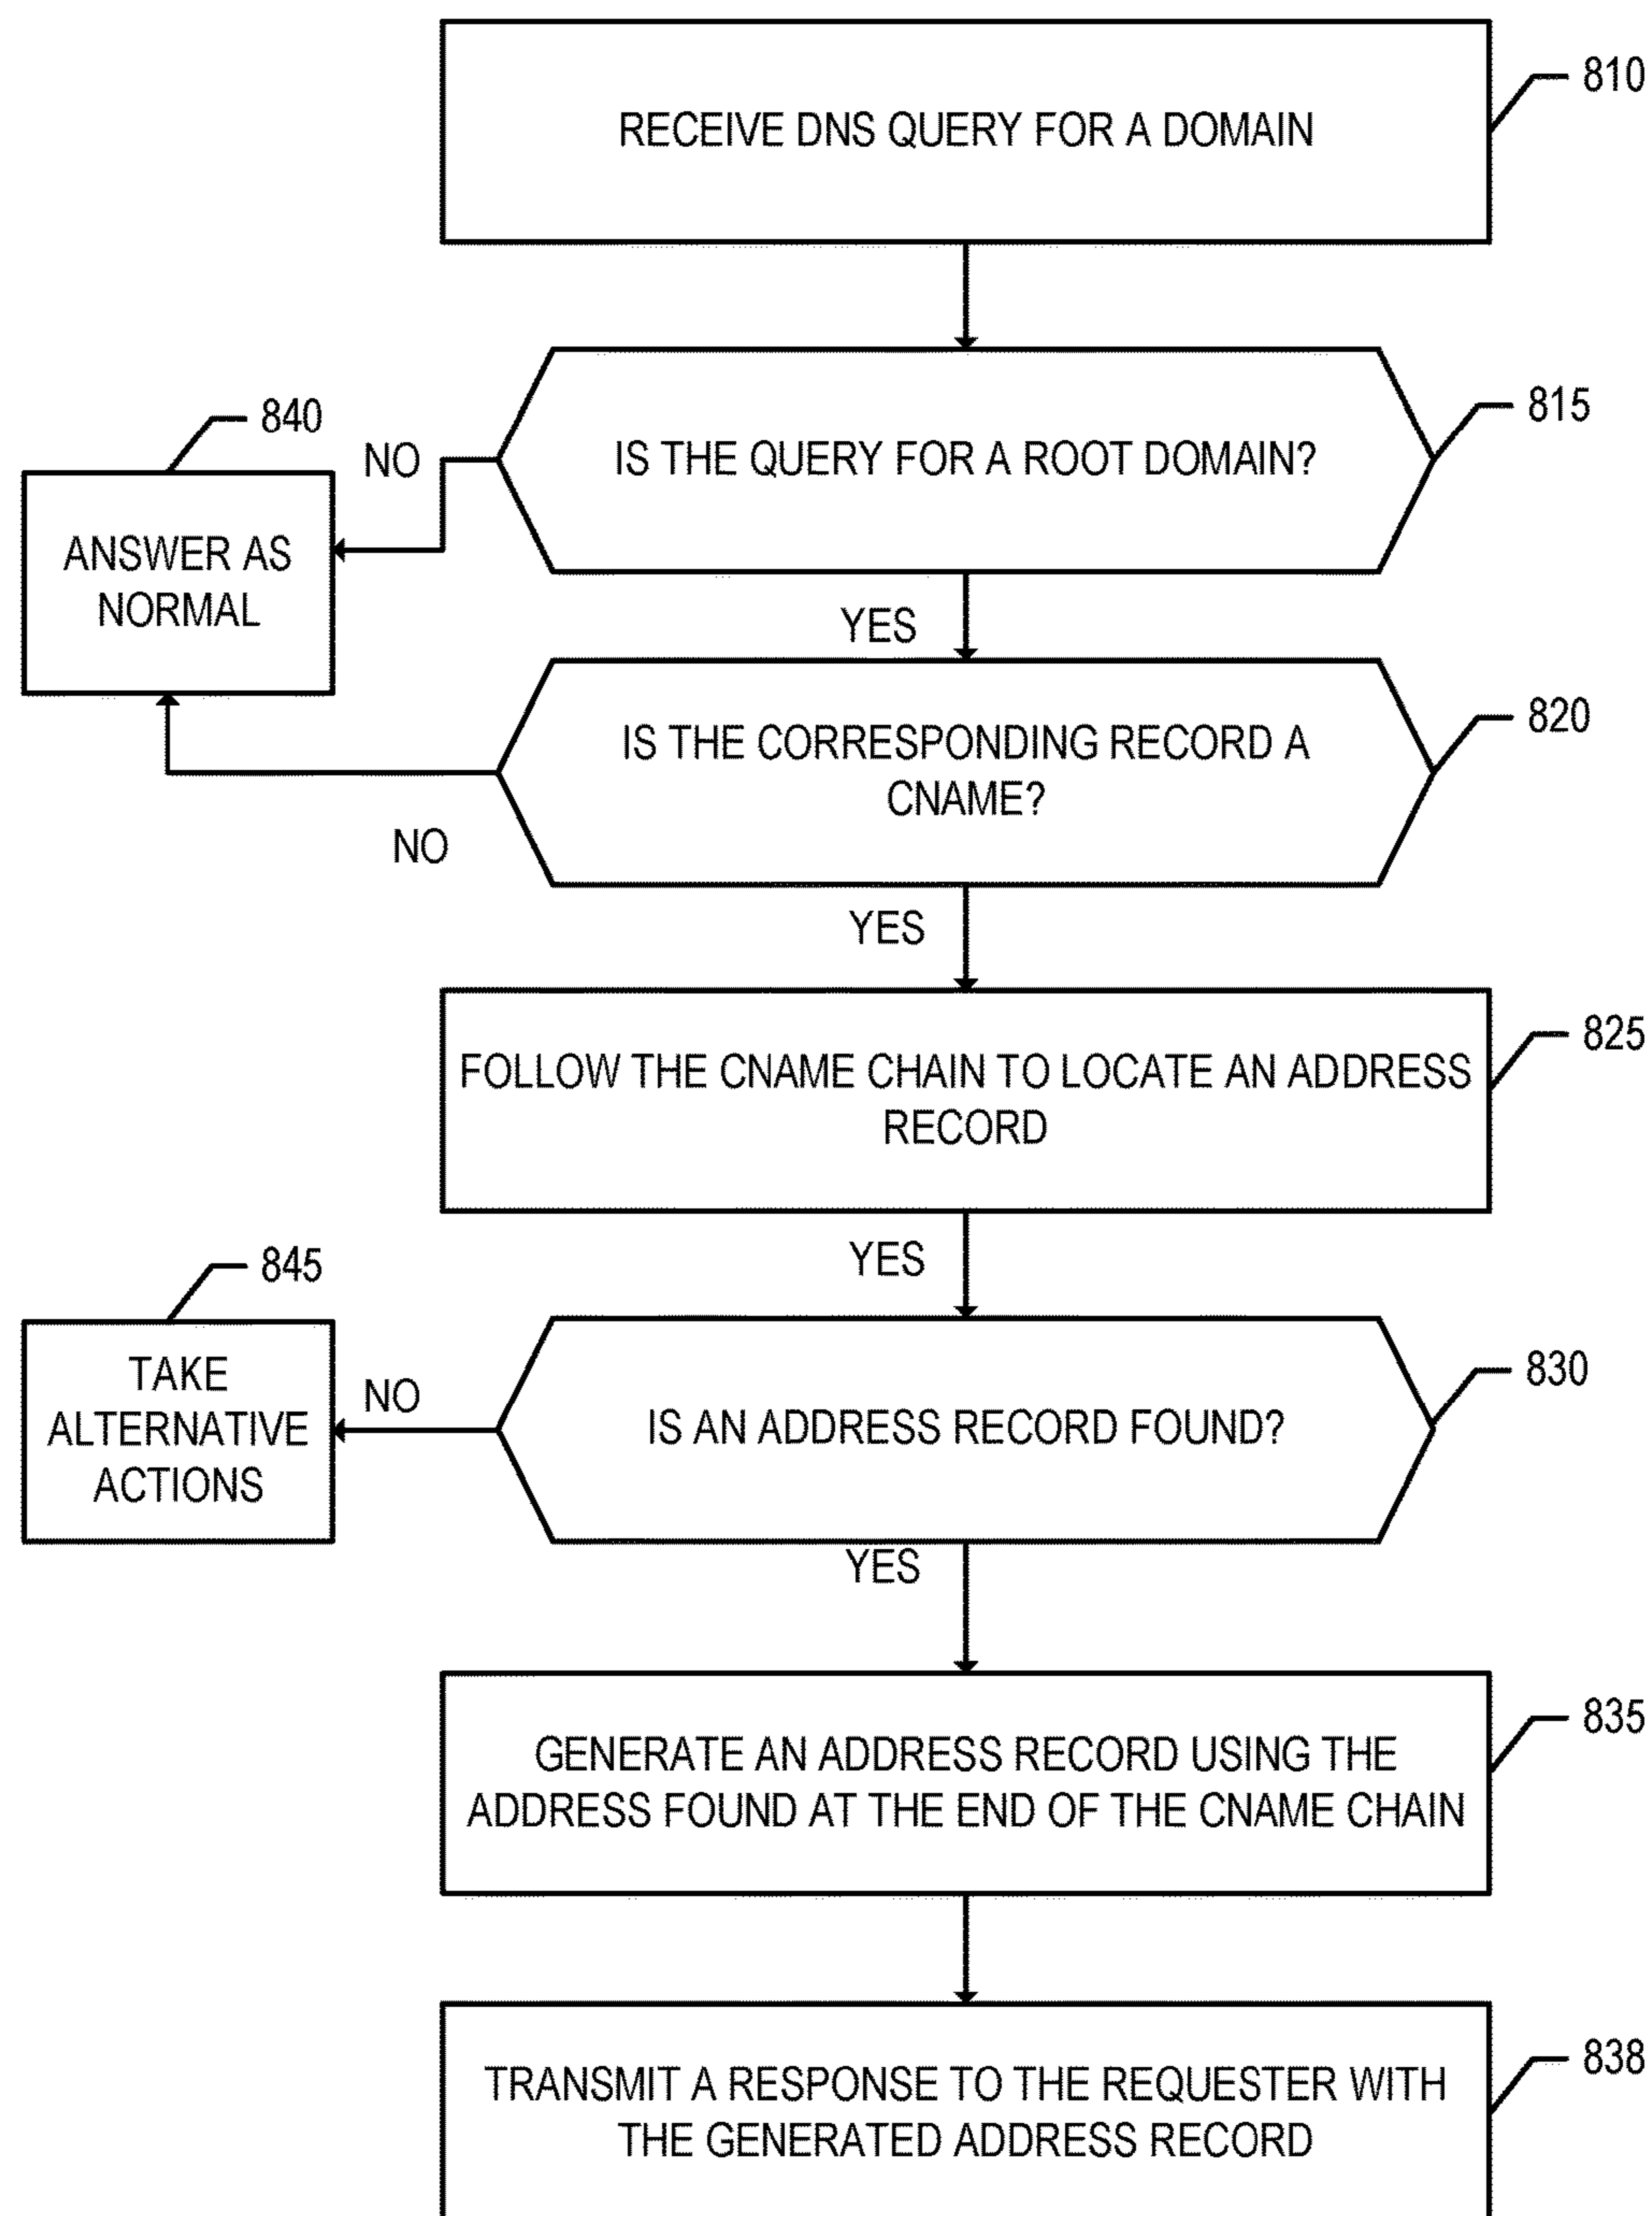 RECEIVE DNS QUERY FOR A DOMAIN
810
IS THE QUERY FOR A ROOT DOMAIN?
815
840
NO
ANSWER AS
NORMAL
YES
IS THE CORRESPONDING RECORD A
CNAME?
820
NO
YES
FOLLOW THE CNAME CHAIN TO LOCATE AN ADDRESS
RECORD
825
YES
845
TAKE
ALTERNATIVE
ACTIONS
NO
IS AN ADDRESS RECORD FOUND?
830
YES
GENERATE AN ADDRESS RECORD USING THE
ADDRESS FOUND AT THE END OF THE CNAME CHAIN
835
TRANSMIT A RESPONSE TO THE REQUESTER WITH
THE GENERATED ADDRESS RECORD
838